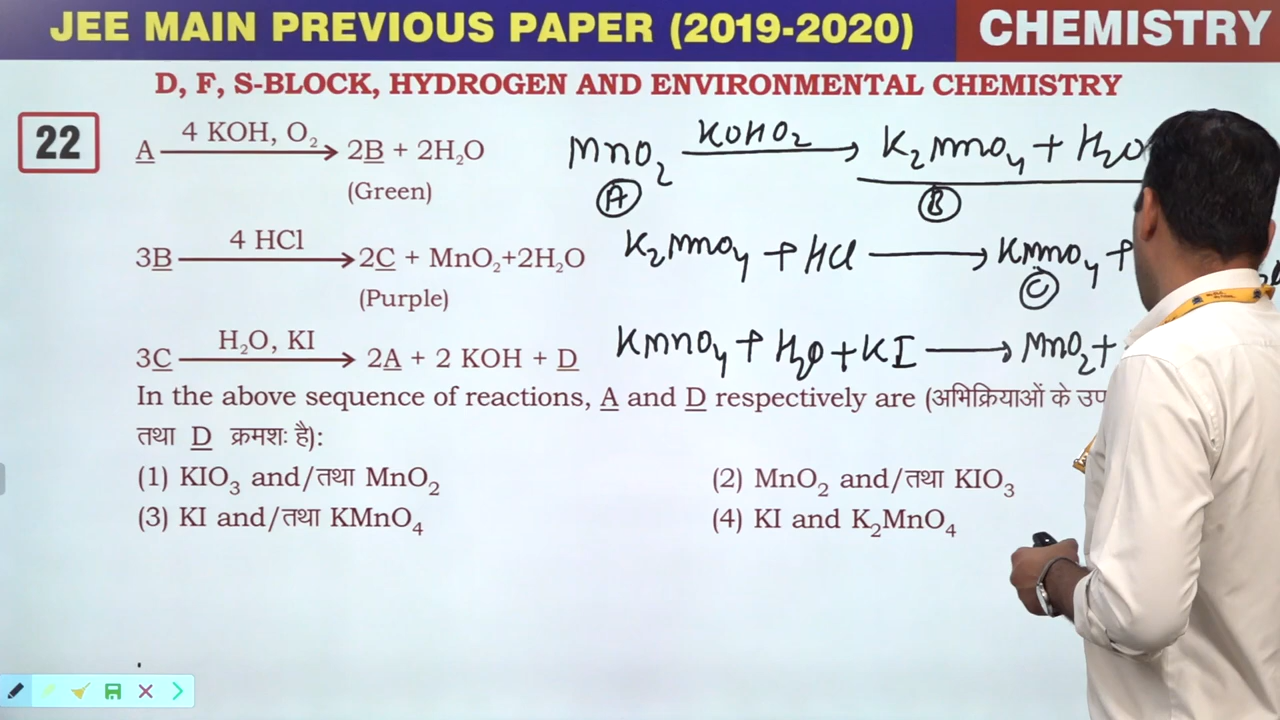 JEE MAIN PREVIOUS PAPER (2019-2020) CHEMISTRY
D, F, S-BLOCK, HYDROGEN AND ENVIRONMENTAL CHEMISTRY
22
A 4 KOH, O₂ → 2B + 2H₂O
(Green)
3B 4 HCl → 2C + MnO₂+2H₂O
(Purple)
3C H₂O, KI → 2A + 2 KOH + D
In the above sequence of reactions, A and D respectively are (अभिक्रियाओं के
तथा D क्रमशः है):
(1) KIO₃ and/तथा MnO₂
(2) MnO₂ and/तथा KIO₃
(3) KI and/तथा KMnO₄
(4) KI and K₂MnO₄
MnO₂ KOHO₂ → K₂MnO₄ + H₂O
A B
K₂MnO₄ + HCl → KMnO₄ +
C
KMnO₄ + H₂O + KI → MnO₂ +